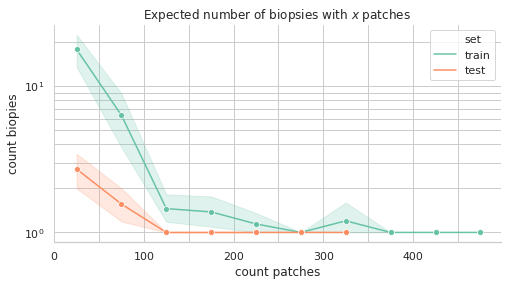 Expected number of biopsies with x patches
set
train
test
count biopies
10¹
10⁰
0
100
200
300
400
count patches